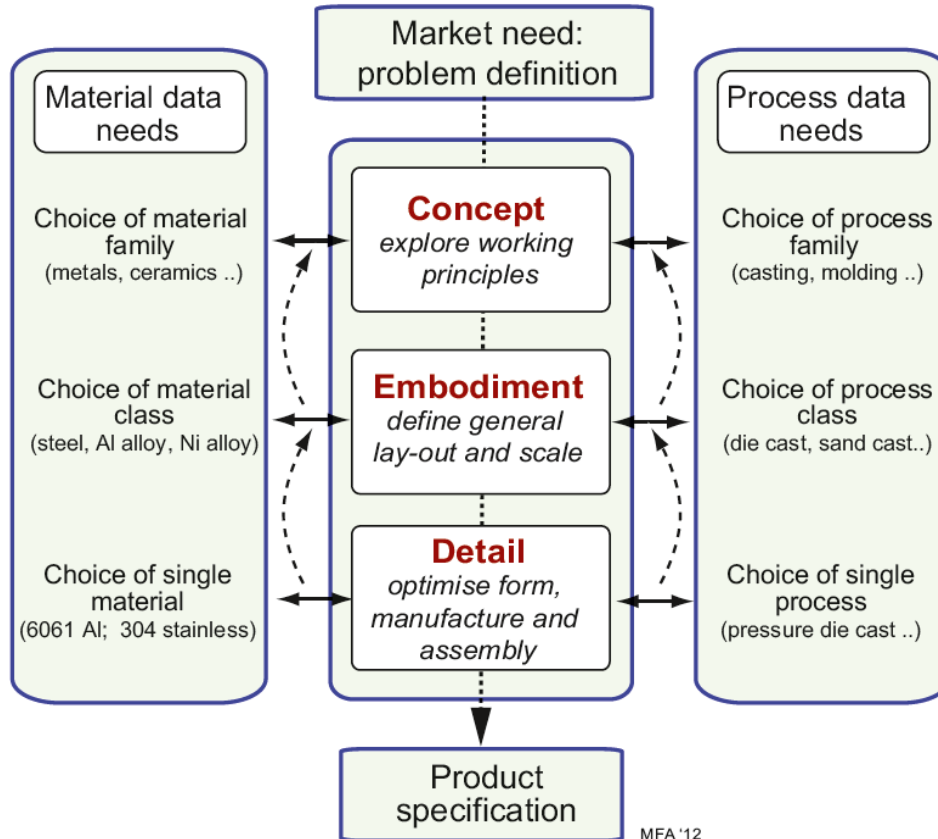 Market need:
problem definition
Material data
needs
Choice of material
family
(metals, ceramics ..)
Choice of material
class
(steel, Al alloy, Ni alloy)
Choice of single
material
(6061 Al;  304 stainless)
Concept
explore working
principles
Embodiment
define general
lay-out and scale
Detail
optimise form,
manufacture and
assembly
Process data
needs
Choice of process
family
(casting, molding ..)
Choice of process
class
(die cast, sand cast..)
Choice of single
process
(pressure die cast ..)
Product
specification
MFA ‘12